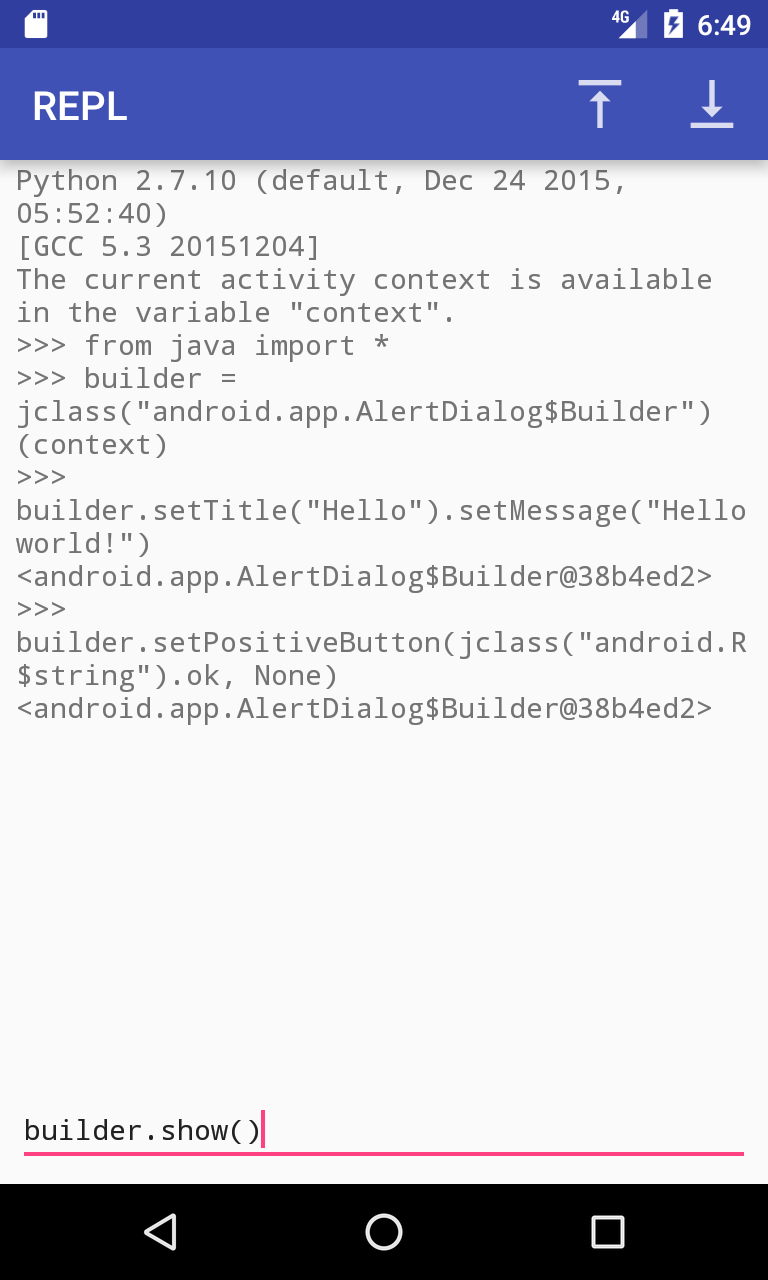 4G 6:49
REPL
Python 2.7.10 (default, Dec 24 2015,
05:52:40)
[GCC 5.3 20151204]
The current activity context is available
in the variable "context".
>>> from java import *
>>> builder =
jclass("android.app.AlertDialog$Builder")
(context)
>>>
builder.setTitle("Hello").setMessage("Hello
world!")
<android.app.AlertDialog$Builder@38b4ed2>
>>>
builder.setPositiveButton(jclass("android.R
$string").ok, None)
<android.app.AlertDialog$Builder@38b4ed2>
builder.show()